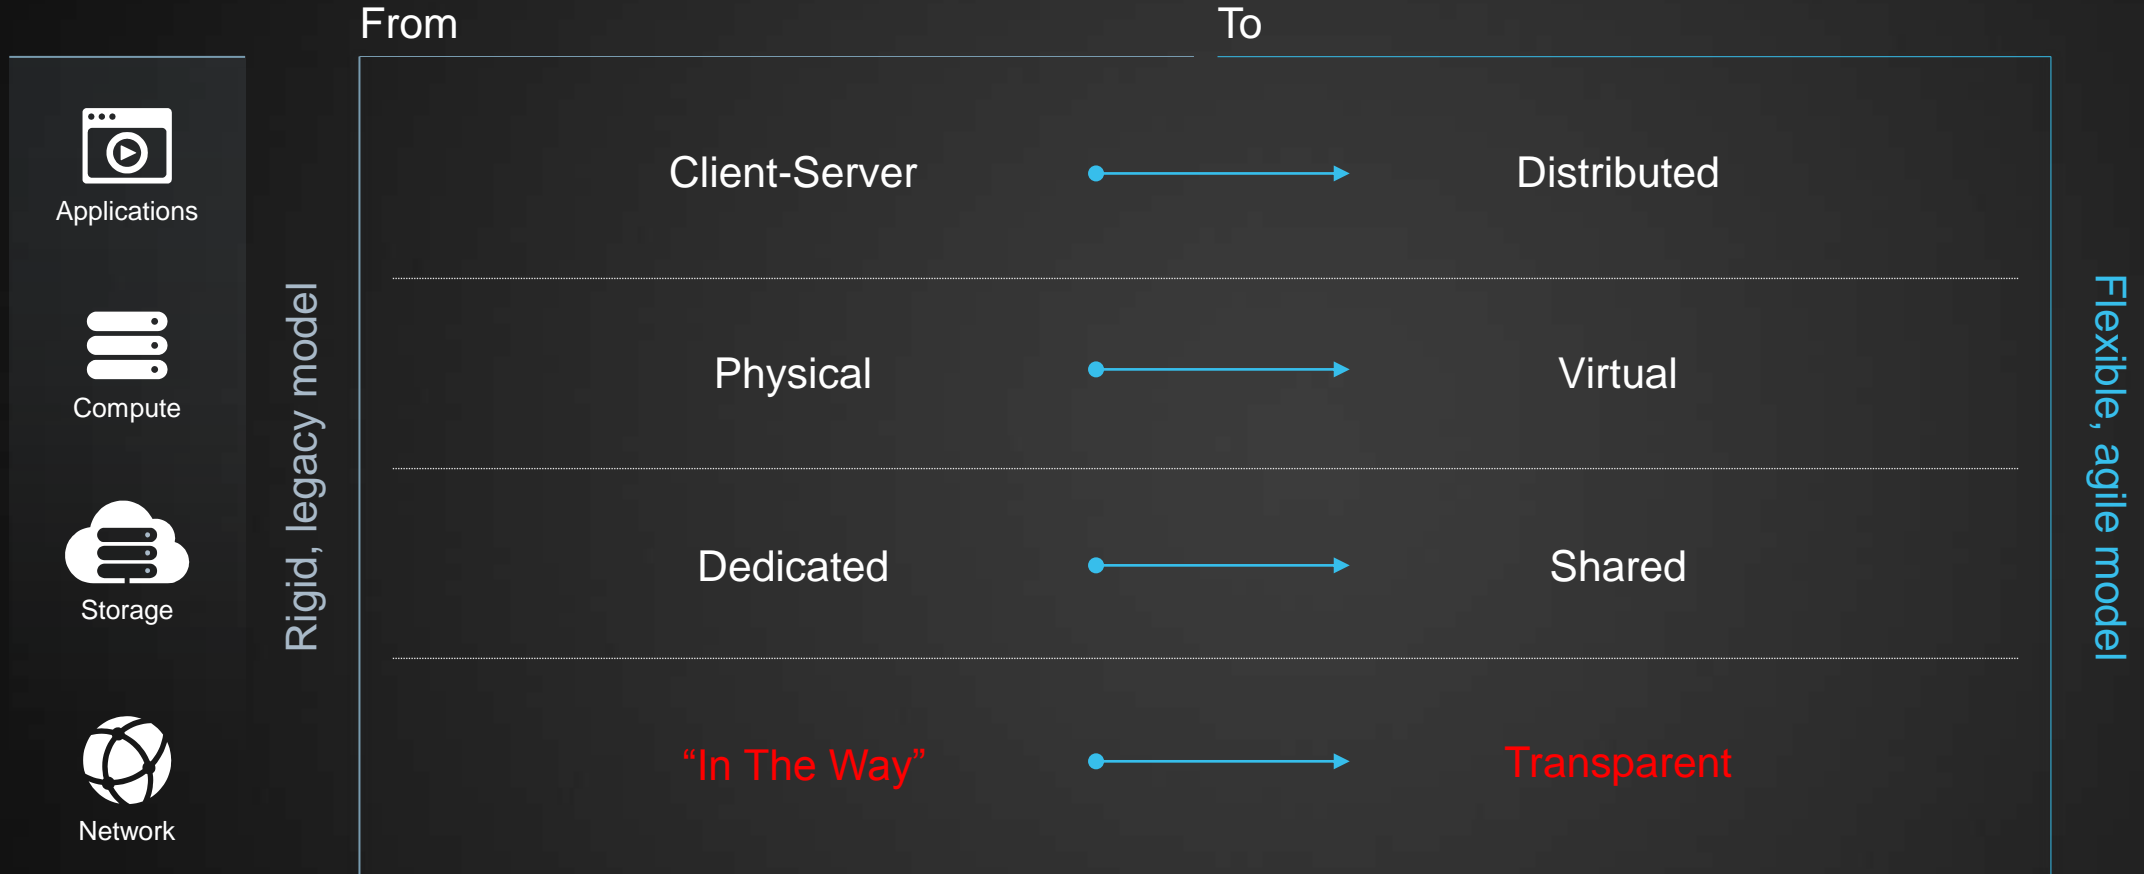 From
To
Applications
Client-Server
Distributed
Compute
Physical
Virtual
Storage
Dedicated
Shared
Network
“In The Way”
Transparent
Rigid, legacy model
Flexible, agile model